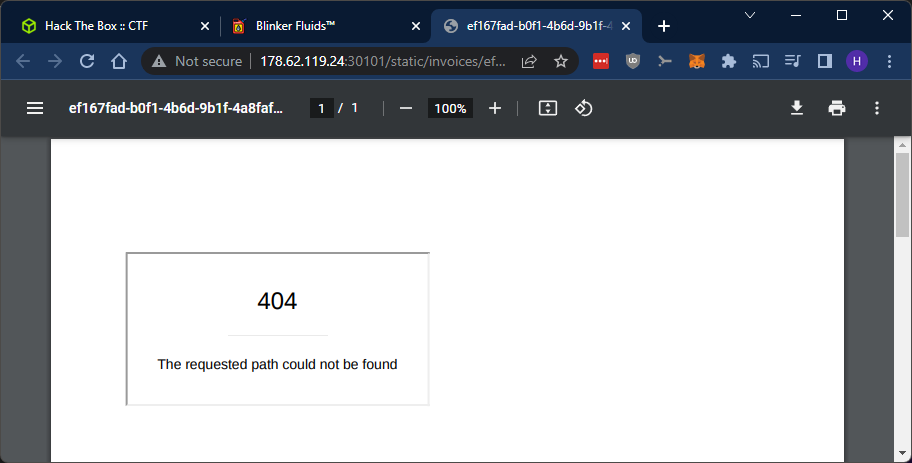 Hack The Box :: CTF
Blinker Fluids™
ef167fad-b0f1-4b6d-9b1f-4
Not secure
178.62.119.24:30101/static/invoices/ef...
H
ef167fad-b0f1-4b6d-9b1f-4a8faf...
1 / 1
100%
404
The requested path could not be found